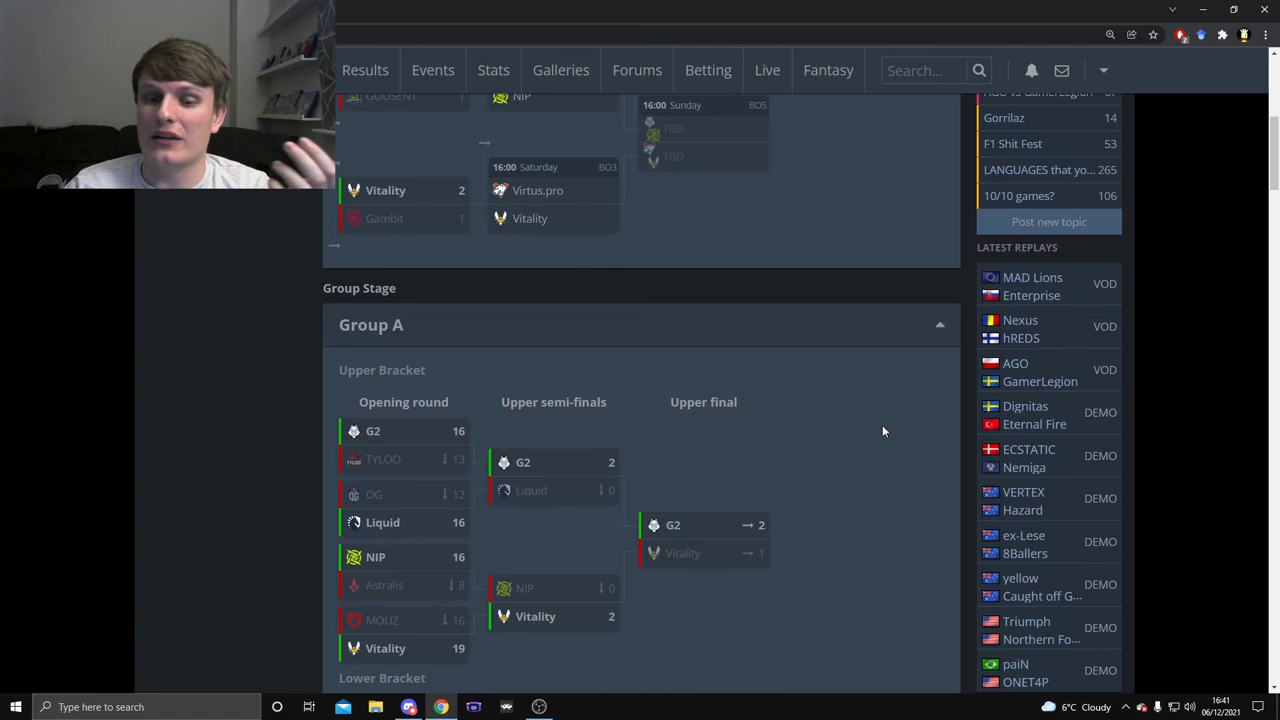 Results Events Stats Galleries Forums Betting Live Fantasy Search...
GODSENT 1
NIP
16:00 Sunday BO5
TBD
TBD
16:00 Saturday BO3
Vitality 2
Virtus.pro
Gambit 1
Vitality
Group Stage
Group A
Upper Bracket
Opening round Upper semi-finals Upper final
G2 16
TYLOO 13
OG 12
Liquid 16
NIP 16
Astralis 8
MOUZ 16
Vitality 19
G2 2
Liquid 0
NIP 0
Vitality 2
G2 2
Vitality 1
Lower Bracket
Gorrilaz 14
F1 Shit Fest 53
LANGUAGES that yo... 265
10/10 games? 106
Post new topic
LATEST REPLAYS
MAD Lions
Enterprise
VOD
Nexus
hREDS
VOD
AGO
GamerLegion
VOD
Dignitas
Eternal Fire
DEMO
ECSTATIC
Nemiga
DEMO
VERTEX
Hazard
DEMO
ex-Lese
8Ballers
DEMO
yellow
Caught off G...
DEMO
Triumph
Northern Fo...
DEMO
paiN
ONET4P
DEMO
Type here to search
6°C Cloudy
16:41
06/12/2021